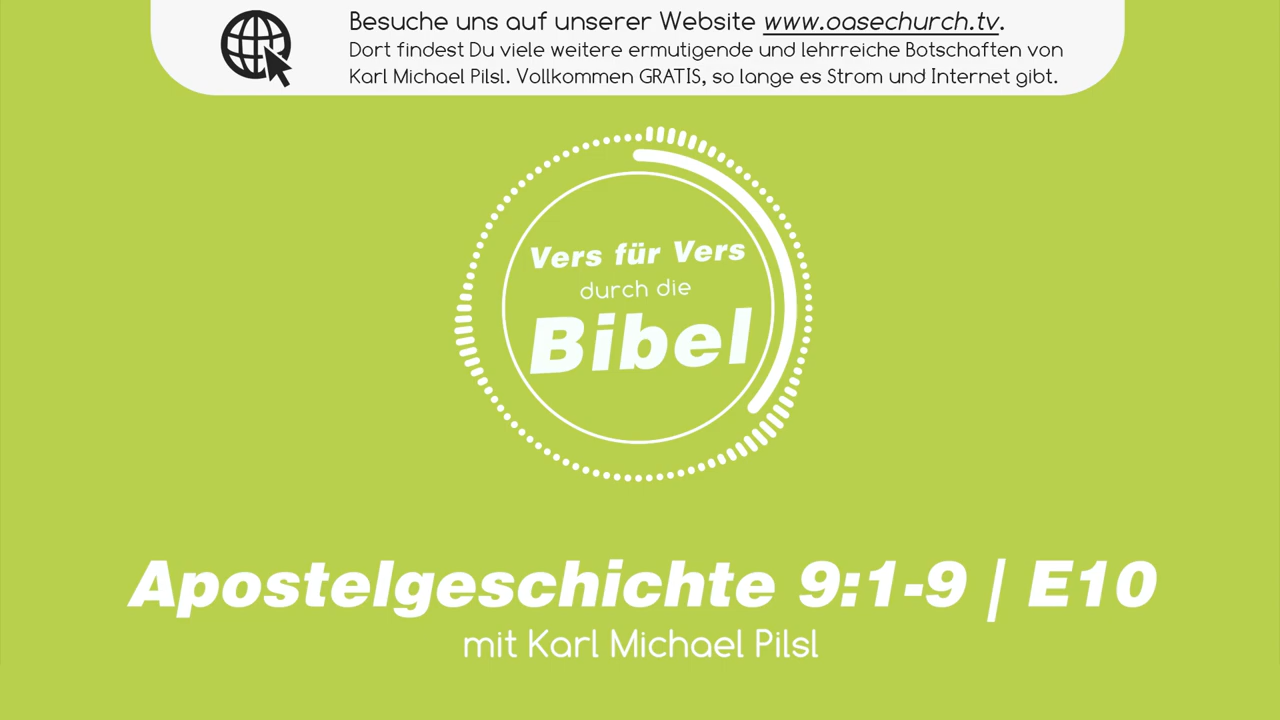 Besuche uns auf unserer Website www.oasechurch.tv.
Dort findest Du viele weitere ermutigende und lehrreiche Botschaften von
Karl Michael Pilsl. Vollkommen GRATIS, so lange es Strom und Internet gibt.
Vers für Vers
durch die
Bibel
Apostelgeschichte 9:1-9 | E10
mit Karl Michael Pilsl